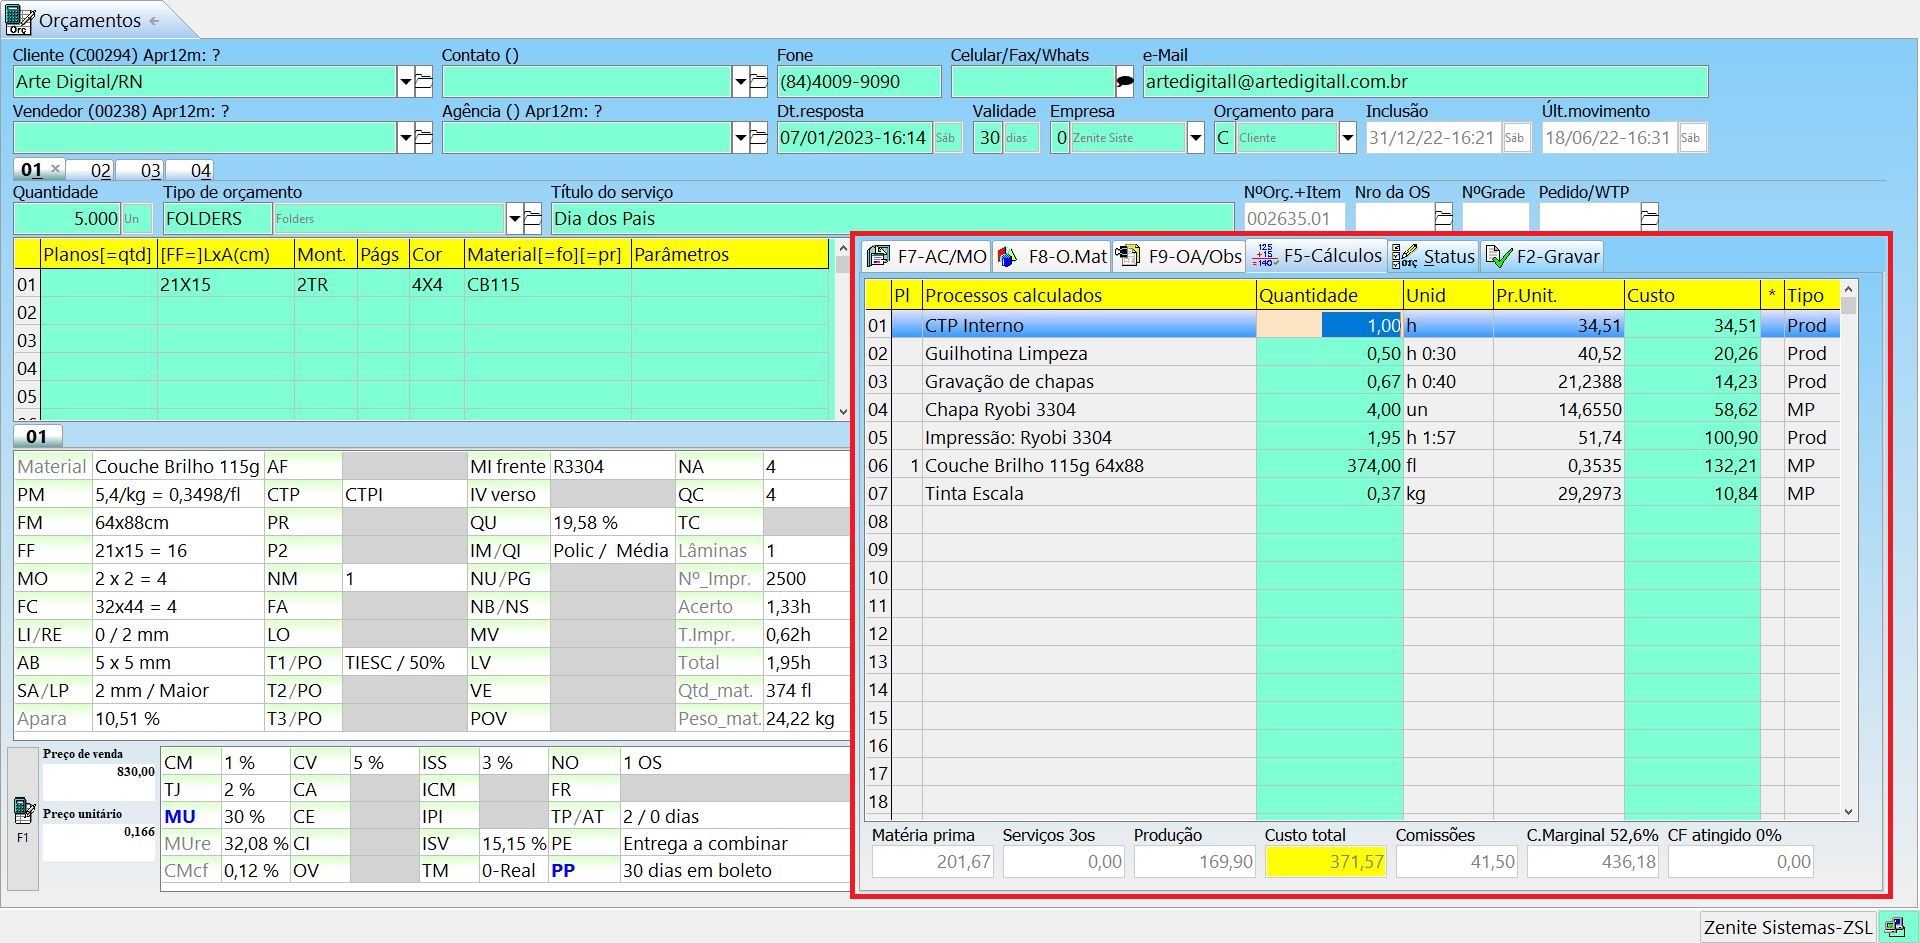 Orçamentos
Cliente (C00294) Apr12m: ? Contato () Fone Celular/Fax/Whats e-Mail
Arte Digital/RN (84)4009-9090 artedigitall@artedigitall.com.br
Vendedor (00238) Apr12m: ? Agência () Apr12m: ? Dt.resposta Validade Empresa Orçamento para Inclusão Últ.movimento
07/01/2023-16:14 Sáb 30 dias 0 Zenite Siste C Cliente 31/12/22-16:21 Sáb 18/06/22-16:31 Sáb
01 × 02 03 04
Quantidade Tipo de orçamento Título do serviço NºOrç.+Item Nro da OS NºGrade Pedido/WTP
5.000 Un FOLDERS Folders Dia dos Pais 002635.01
Planos[=qtd] [FF=]LxA(cm) Mont. Págs Cor Material[=fo][=pr] Parâmetros
01 21X15 2TR 4X4 CB115
02
03
04
05
01
Material Couche Brilho 115g AF MI frente R3304 NA 4
PM 5,4/kg = 0,3498/fl CTP CTPI IV verso QC 4
FM 64x88cm PR QU 19,58 % TC
FF 21x15 = 16 P2 IM/QI Polic / Média Lâminas 1
MO 2 x 2 = 4 NM 1 NU/PG Nº_Impr. 2500
FC 32x44 = 4 FA NB/NS Acerto 1,33h
LI/RE 0 / 2 mm LO MV T.Impr. 0,62h
AB 5 x 5 mm T1/PO TIESC / 50% LV Total 1,95h
SA/LP 2 mm / Maior T2/PO VE Qtd_mat. 374 fl
Apara 10,51 % T3/PO POV Peso_mat. 24,22 kg
Preço de venda
830,00
Preço unitário
0,166
F1
CM 1 % CV 5 % ISS 3 % NO 1 OS
TJ 2 % CA ICM FR
MU 30 % CE IPI TP/AT 2 / 0 dias
MUre 32,08 % CI ISV 15,15 % PE Entrega a combinar
CMcf 0,12 % OV TM 0-Real PP 30 dias em boleto
F7-AC/MO F8-O.Mat F9-OA/Obs F5-Cálculos Status F2-Gravar
Pl Processos calculados Quantidade Unid Pr.Unit. Custo * Tipo
01 CTP Interno 1,00 h 34,51 34,51 Prod
02 Guilhotina Limpeza 0,50 h 0:30 40,52 20,26 Prod
03 Gravação de chapas 0,67 h 0:40 21,2388 14,23 Prod
04 Chapa Ryobi 3304 4,00 un 14,6550 58,62 MP
05 Impressão: Ryobi 3304 1,95 h 1:57 51,74 100,90 Prod
06 1 Couche Brilho 115g 64x88 374,00 fl 0,3535 132,21 MP
07 Tinta Escala 0,37 kg 29,2973 10,84 MP
08
09
10
11
12
13
14
15
16
17
18
Matéria prima Serviços 3os Produção Custo total Comissões C.Marginal 52,6% CF atingido 0%
201,67 0,00 169,90 371,57 41,50 436,18 0,00
Zenite Sistemas-ZSL